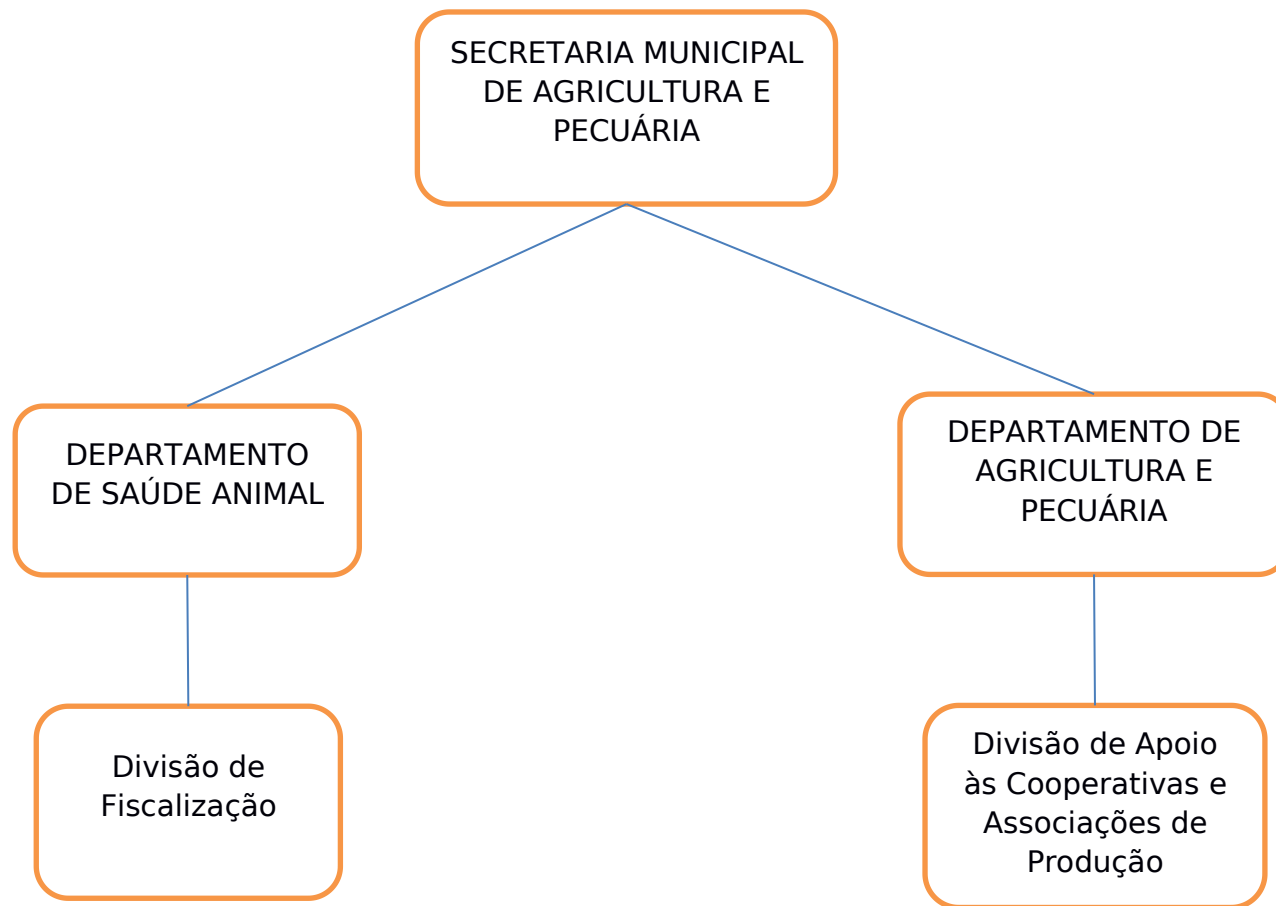 SECRETARIA MUNICIPAL
DE AGRICULTURA E
PECUÁRIA
DEPARTAMENTO
DE SAÚDE ANIMAL
DEPARTAMENTO DE
AGRICULTURA E
PECUÁRIA
Divisão de
Fiscalização
Divisão de Apoio
às Cooperativas e
Associações de
Produção